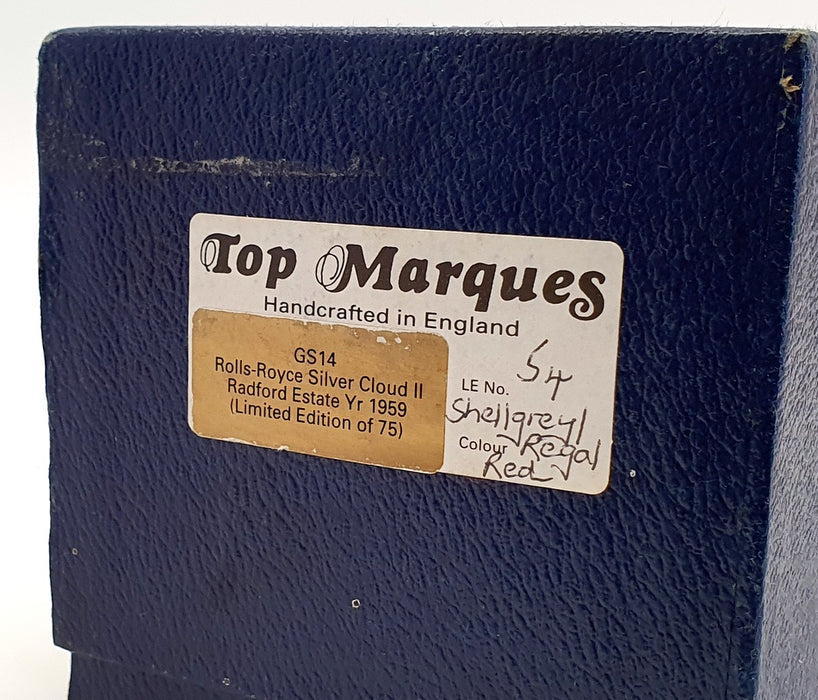 Top Marques
Handcrafted in England
GS14
Rolls-Royce Silver Cloud II
Radford Estate Yr 1959
(Limited Edition of 75)
LE No. 54
Shellgrey/
Colour Regal
Red